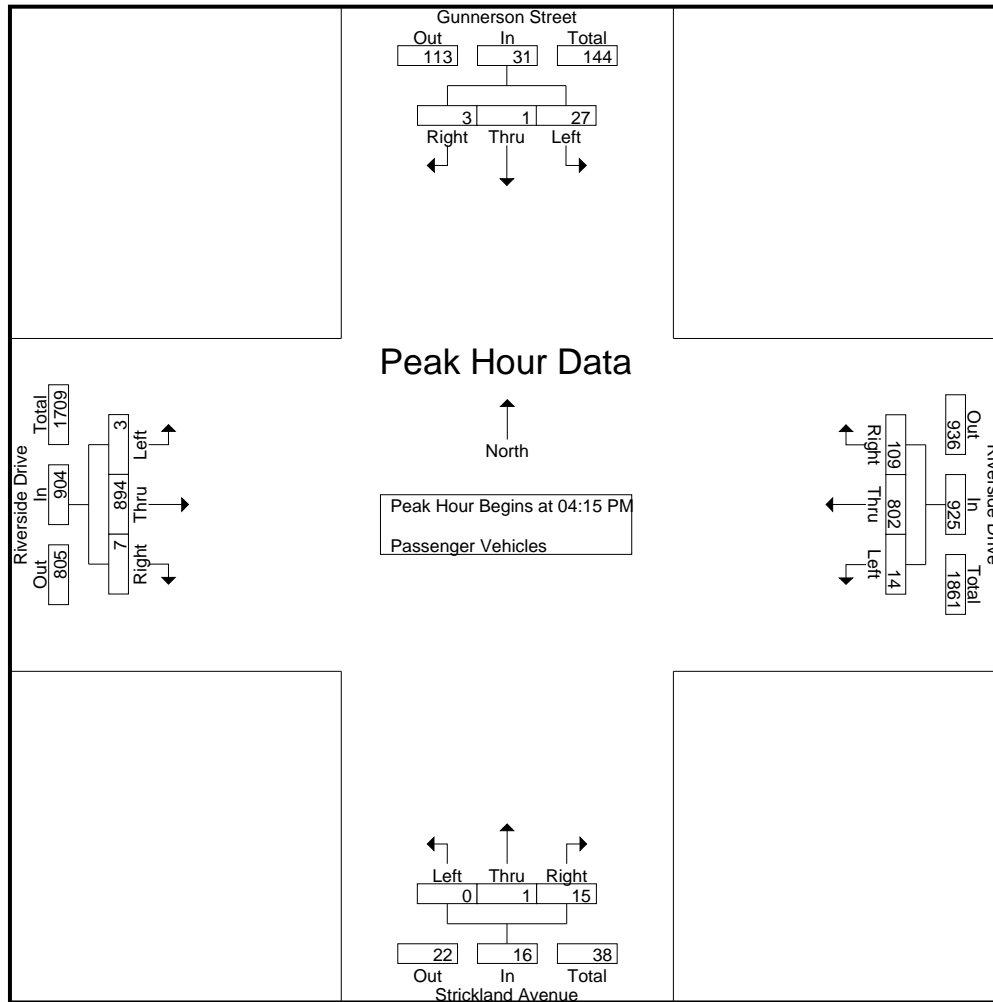 Gunnerson Street
Out In Total
113 31 144
3 1 27
Right Thru Left
Peak Hour Data
North
Peak Hour Begins at 04:15 PM
Passenger Vehicles
Riverside Drive
Total In Out
1709 904 805
3 894 7
Left Thru Right
Right Thru Left
109 802 14
Out In Total
936 925 1861
Riverside Drive
Left Thru Right
0 1 15
22 16 38
Out In Total
Strickland Avenue